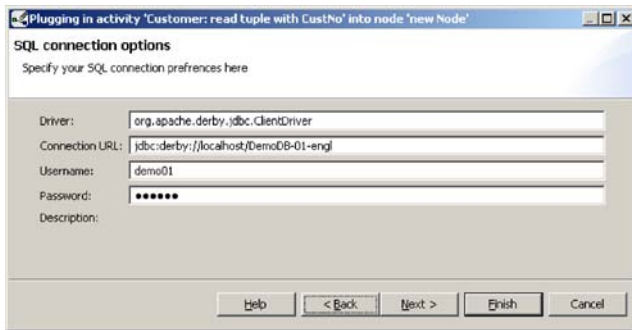 Plugging in activity 'Customer: read tuple with CustNo' into node 'new Node'
SQL connection options
Specify your SQL connection prefrences here
Driver: org.apache.derby.jdbc.ClientDriver
Connection URL: jdbc:derby://localhost/DemoDB-01-engl
Username: demo01
Password: ●●●●●●
Description:
Help < Back Next > Finish Cancel